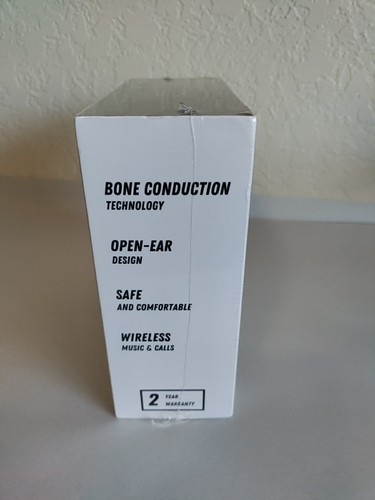 BONE CONDUCTION
TECHNOLOGY
OPEN-EAR
DESIGN
SAFE
AND COMFORTABLE
WIRELESS
MUSIC & CALLS
2 YEAR
WARRANTY